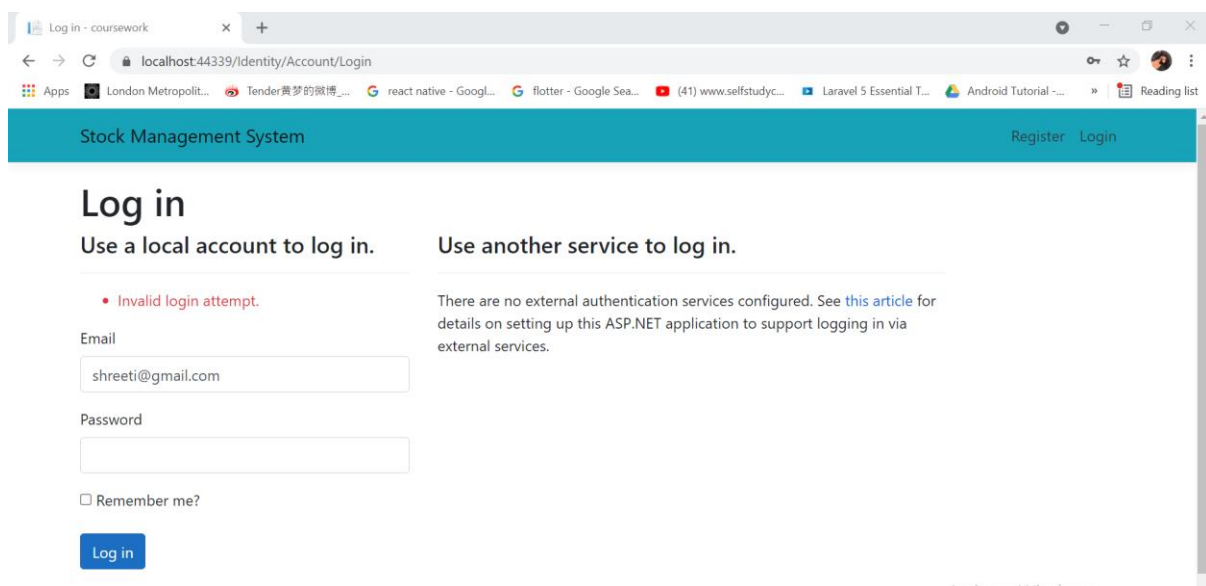 Log in - coursework
localhost:44339/Identity/Account/Login
Apps London Metropolit... Tender黄梦的微博_... react native - Googl... flotter - Google Sea... (41) www.selfstudyc... Laravel 5 Essential T... Android Tutorial -... » Reading list
Stock Management System Register Login
Log in
Use a local account to log in.
• Invalid login attempt.
Email
shreeti@gmail.com
Password
Remember me?
Log in
Use another service to log in.
There are no external authentication services configured. See this article for
details on setting up this ASP.NET application to support logging in via
external services.